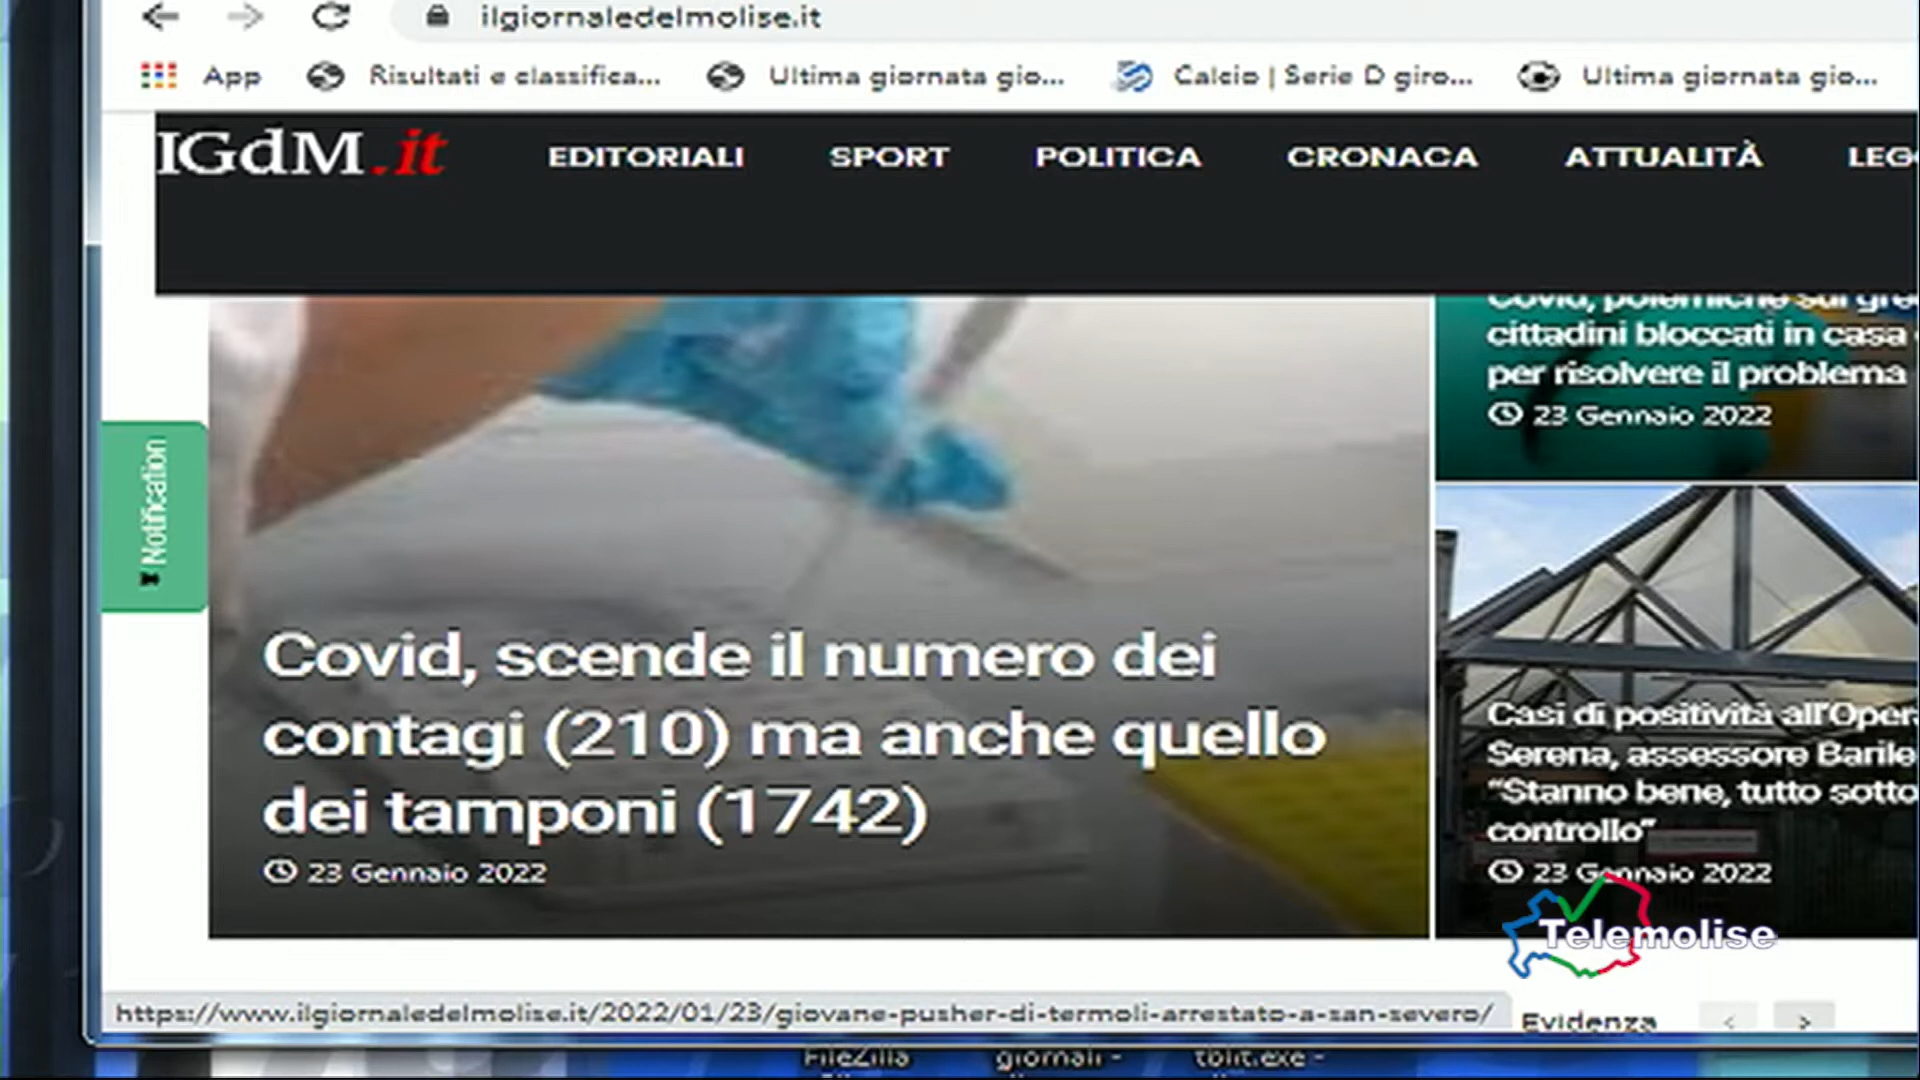 ilgiornaledelmolise.it
App
Risultati e classifica...
Ultima giornata gio...
Calcio | Serie D giro...
Ultima giornata gio...
IGdM.it
EDITORIALI
SPORT
POLITICA
CRONACA
ATTUALITÀ
Covid, polemiche sul
cittadini bloccati in casa
per risolvere il problema
23 Gennaio 2022
Notification
Covid, scende il numero dei
contagi (210) ma anche quello
dei tamponi (1742)
23 Gennaio 2022
Casi di positività all'Oper
Serena, assessore Barile
“Stanno bene, tutto sotto
controllo”
23 Gennaio 2022
Telemolise
https://www.ilgiornaledelmolise.it/2022/01/23/giovane-pusher-di-termoli-arrestato-a-san-severo/
Evidenza
FileZilla
giornali -
tblit.exe -